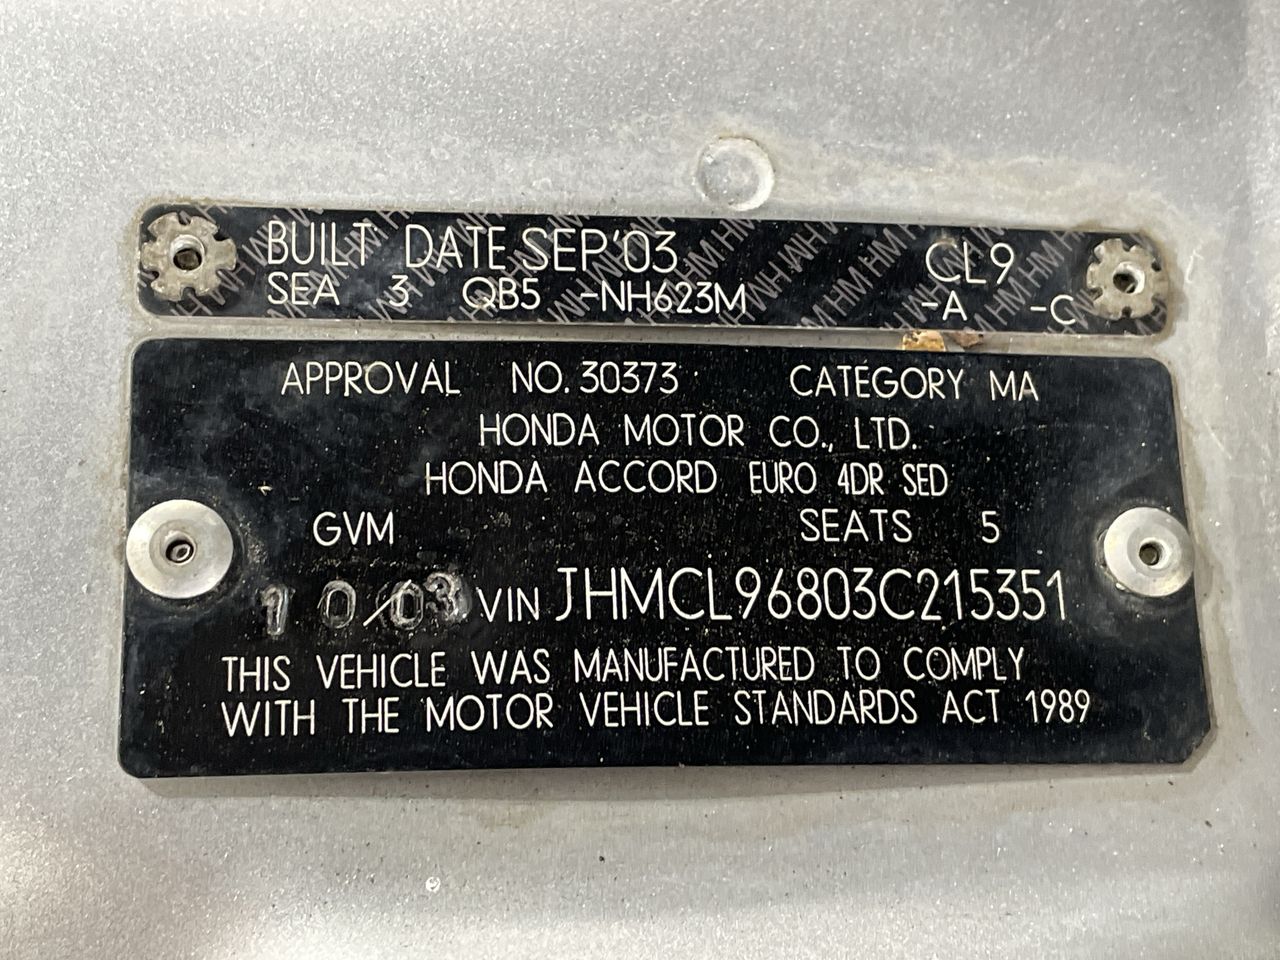 BUILT DATE SEP'03 CL9
SEA 3 QB5 -NH623M -A -C
APPROVAL NO. 30373 CATEGORY MA
HONDA MOTOR CO., LTD.
HONDA ACCORD EURO 4DR SED
GVM SEATS 5
10/03 VIN JHMCL96803C215351
THIS VEHICLE WAS MANUFACTURED TO COMPLY
WITH THE MOTOR VEHICLE STANDARDS ACT 1989